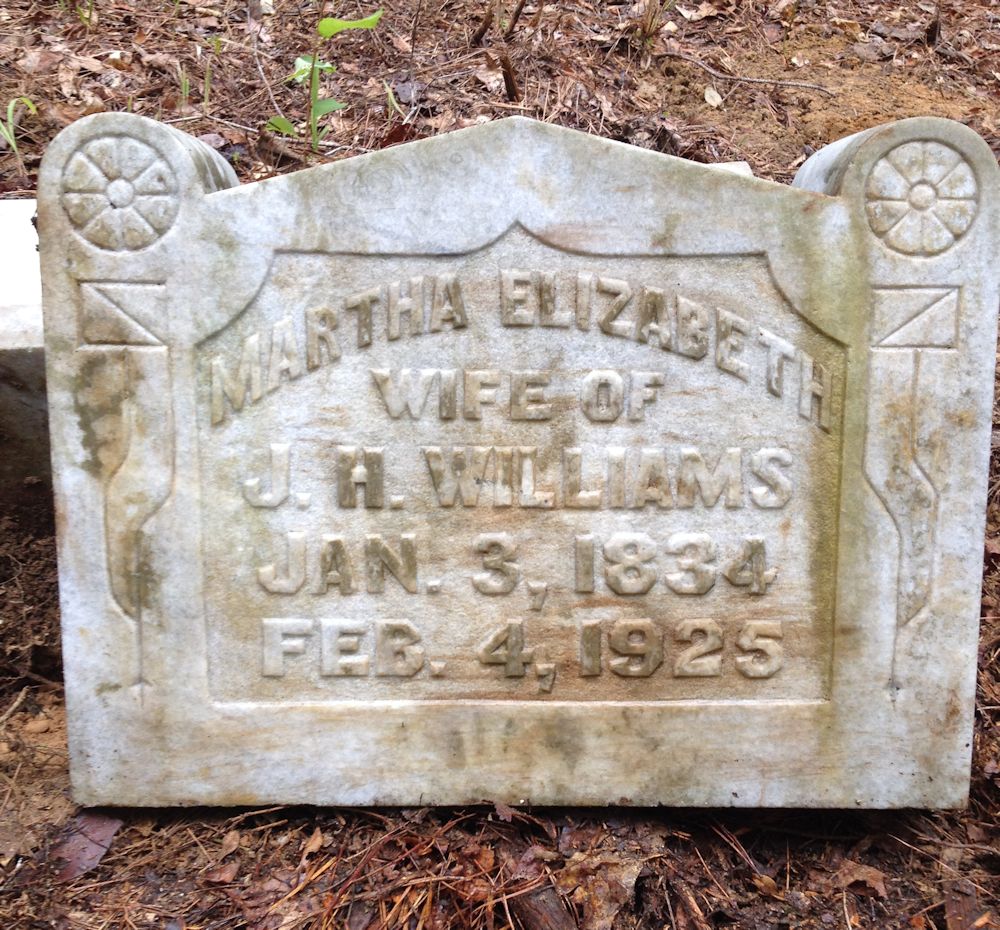 MARTHA ELIZABETH
WIFE OF
J. H. WILLIAMS
JAN. 3, 1834
FEB. 4, 1925